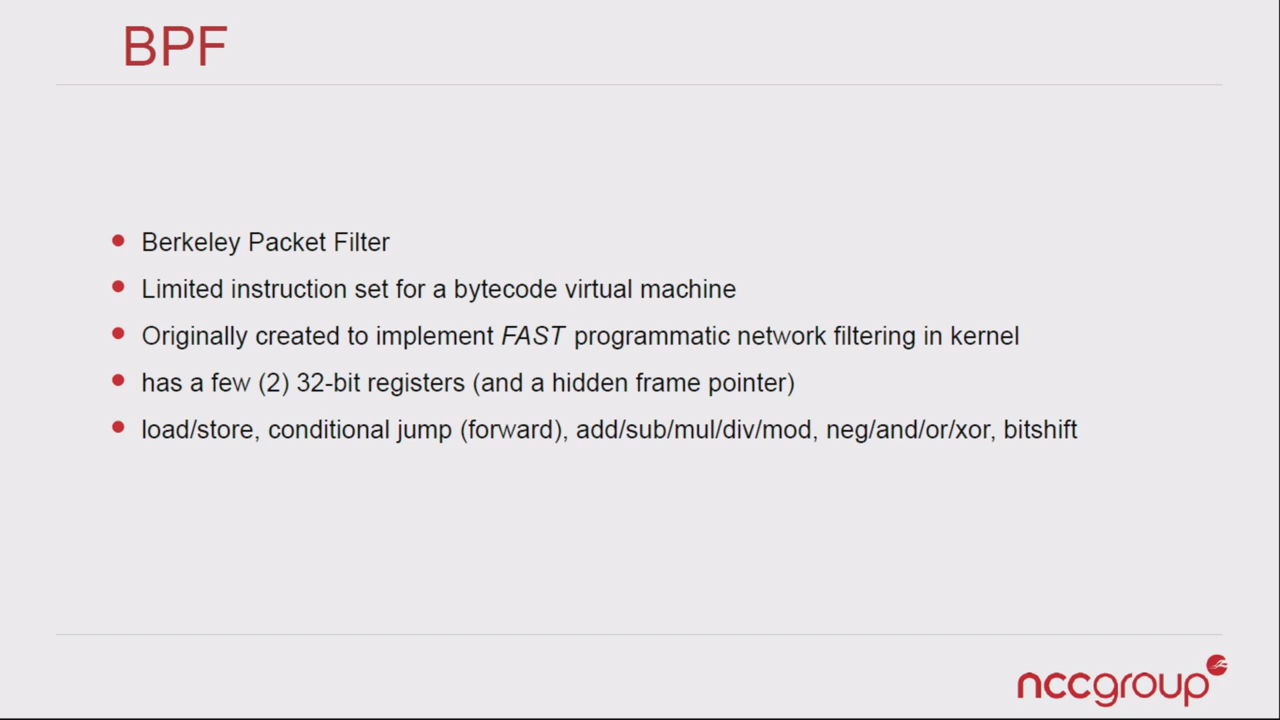 BPF
Berkeley Packet Filter
Limited instruction set for a bytecode virtual machine
Originally created to implement FAST programmatic network filtering in kernel
has a few (2) 32-bit registers (and a hidden frame pointer)
load/store, conditional jump (forward), add/sub/mul/div/mod, neg/and/or/xor, bitshift
nccgroup